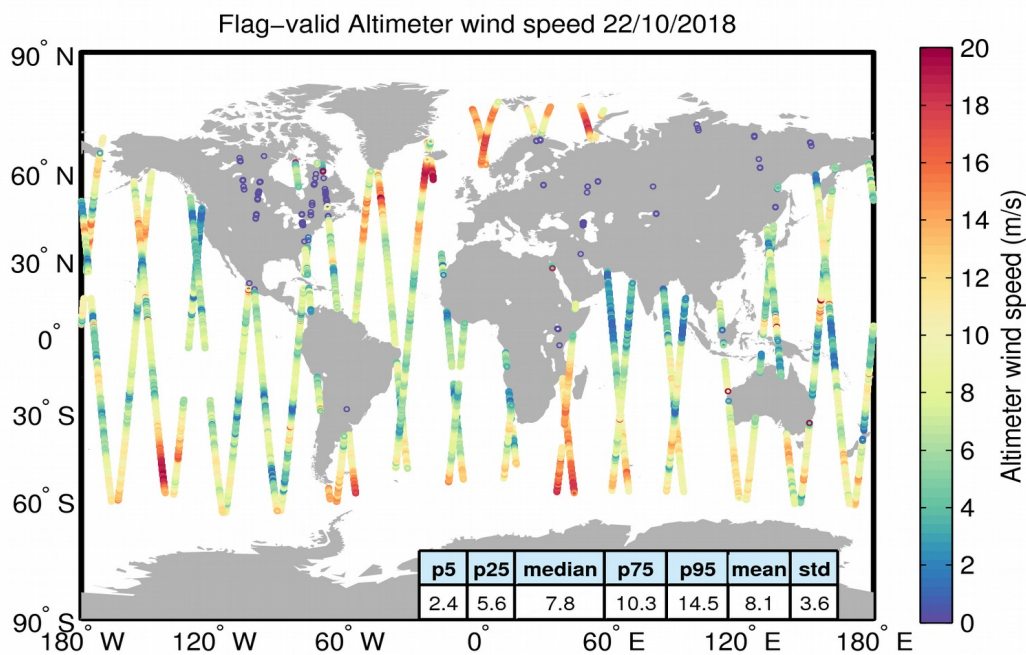 Flag−valid Altimeter wind speed 22/10/2018
90° N
60° N
30° N
0°
30° S
60° S
90° S
180° W
120° W
60° W
0°
60° E
120° E
180° E
p5 p25 median p75 p95 mean std
2.4 5.6 7.8 10.3 14.5 8.1 3.6
20
18
16
14
12
10
8
6
4
2
0
Altimeter wind speed (m/s)